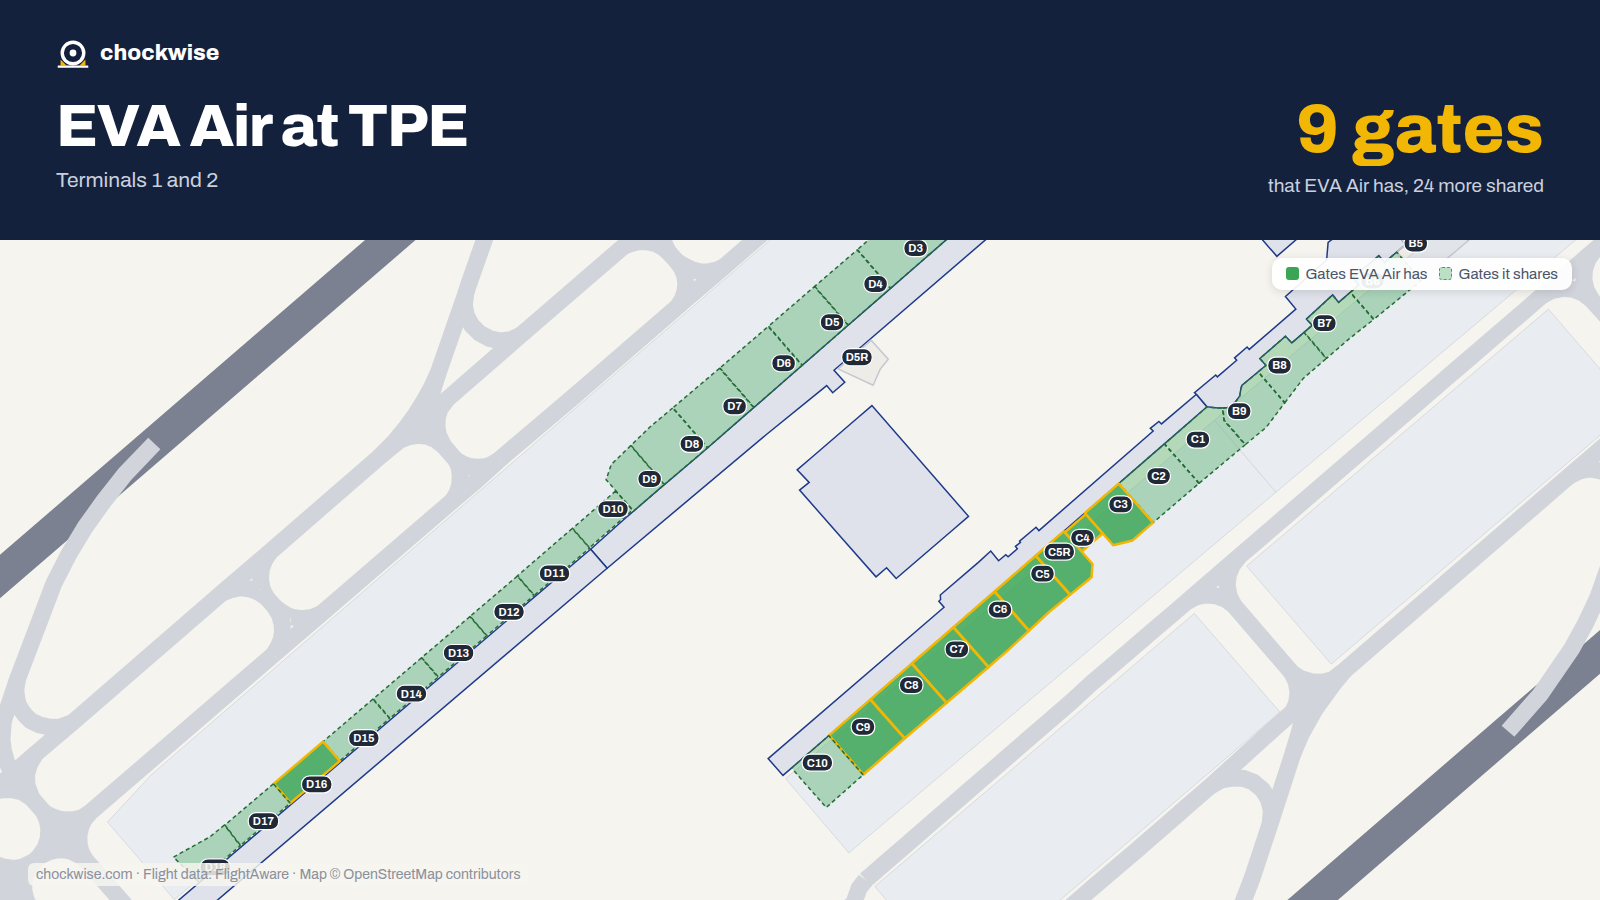 chockwise
EVA Air at TPE
Terminals 1 and 2
9 gates
that EVA Air has, 24 more shared
Gates EVA Air has
Gates it shares
D3
B5
D4
D5
B7
D5R
D6
B8
D7
B9
D8
C1
D9
C2
D10
C3
C4
C5R
D11
C5
D12
C6
D13
C7
D14
C8
D15
C9
C10
D16
D17
chockwise.com · Flight data: FlightAware · Map © OpenStreetMap contributors